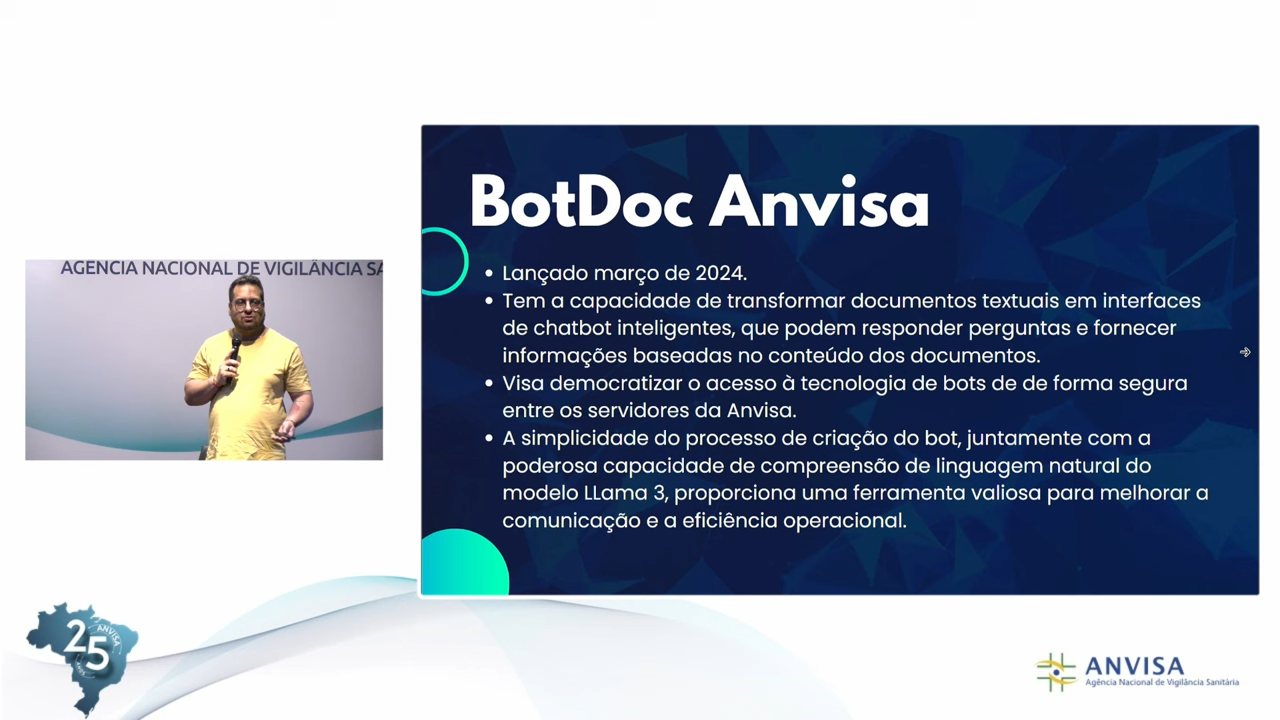 AGENCIA NACIONAL DE VIGILÂNCIA SA
BotDoc Anvisa
• Lançado março de 2024.
• Tem a capacidade de transformar documentos textuais em interfaces
de chatbot inteligentes, que podem responder perguntas e fornecer
informações baseadas no conteúdo dos documentos.
• Visa democratizar o acesso à tecnologia de bots de de forma segura
entre os servidores da Anvisa.
• A simplicidade do processo de criação do bot, juntamente com a
poderosa capacidade de compreensão de linguagem natural do
modelo LLama 3, proporciona uma ferramenta valiosa para melhorar a
comunicação e a eficiência operacional.
25
ANVISA
ANVISA
Agência Nacional de Vigilância Sanitária